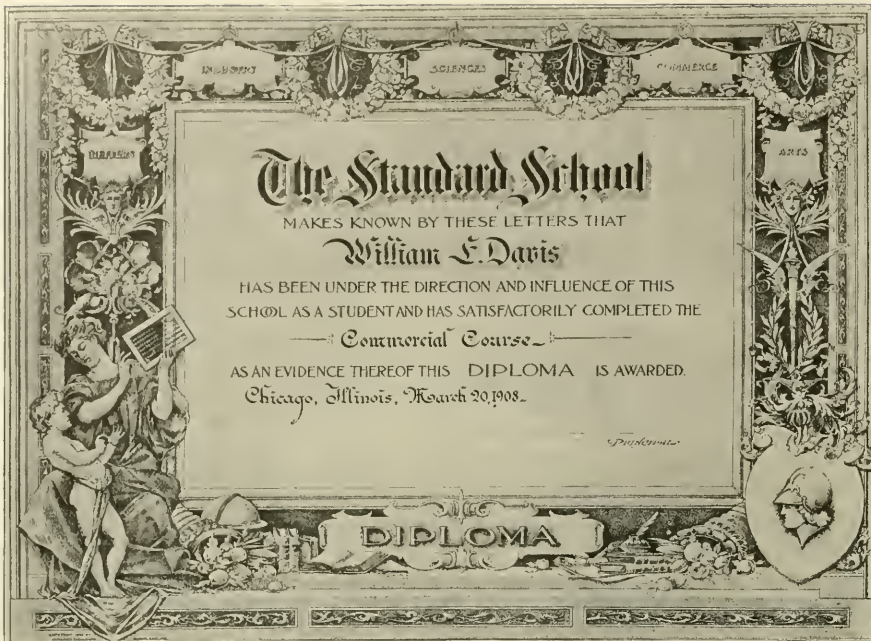 INDUSTRY
SCIENCES
COMMERCE
ARTS
The Standard School
MAKES KNOWN BY THESE LETTERS THAT
William E. Davis
HAS BEEN UNDER THE DIRECTION AND INFLUENCE OF THIS
SCHOOL AS A STUDENT AND HAS SATISFACTORILY COMPLETED THE
Commercial Course
AS AN EVIDENCE THEREOF THIS DIPLOMA IS AWARDED.
Chicago, Illinois, March 20, 1908.
PRINCIPAL
DIPLOMA